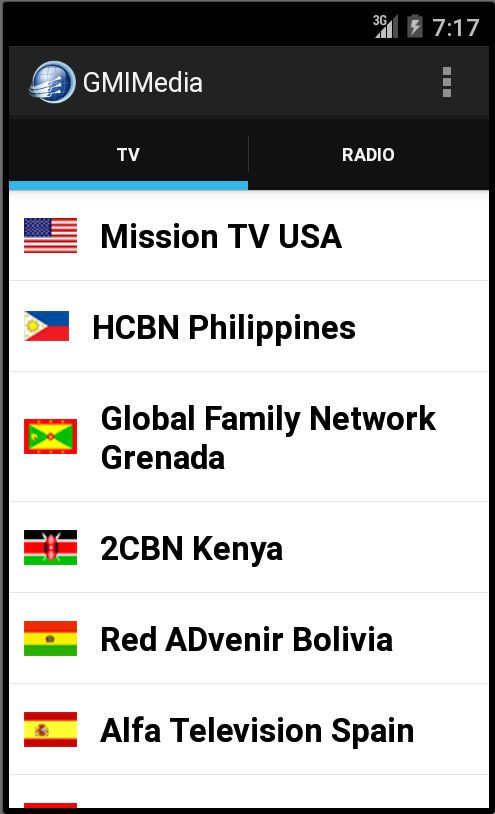 3G 7:17
GMIMedia
TV RADIO
Mission TV USA
HCBN Philippines
Global Family Network
Grenada
2CBN Kenya
Red ADvenir Bolivia
Alfa Television Spain